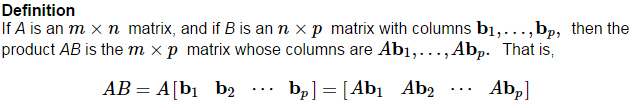 Definition
If A is an m × n matrix, and if B is an n × p matrix with columns b₁,…,bₚ, then the
product AB is the m × p matrix whose columns are Ab₁,…,Abₚ. That is,
AB = A[b₁ b₂ ⋯ bₚ] = [Ab₁ Ab₂ ⋯ Abₚ]